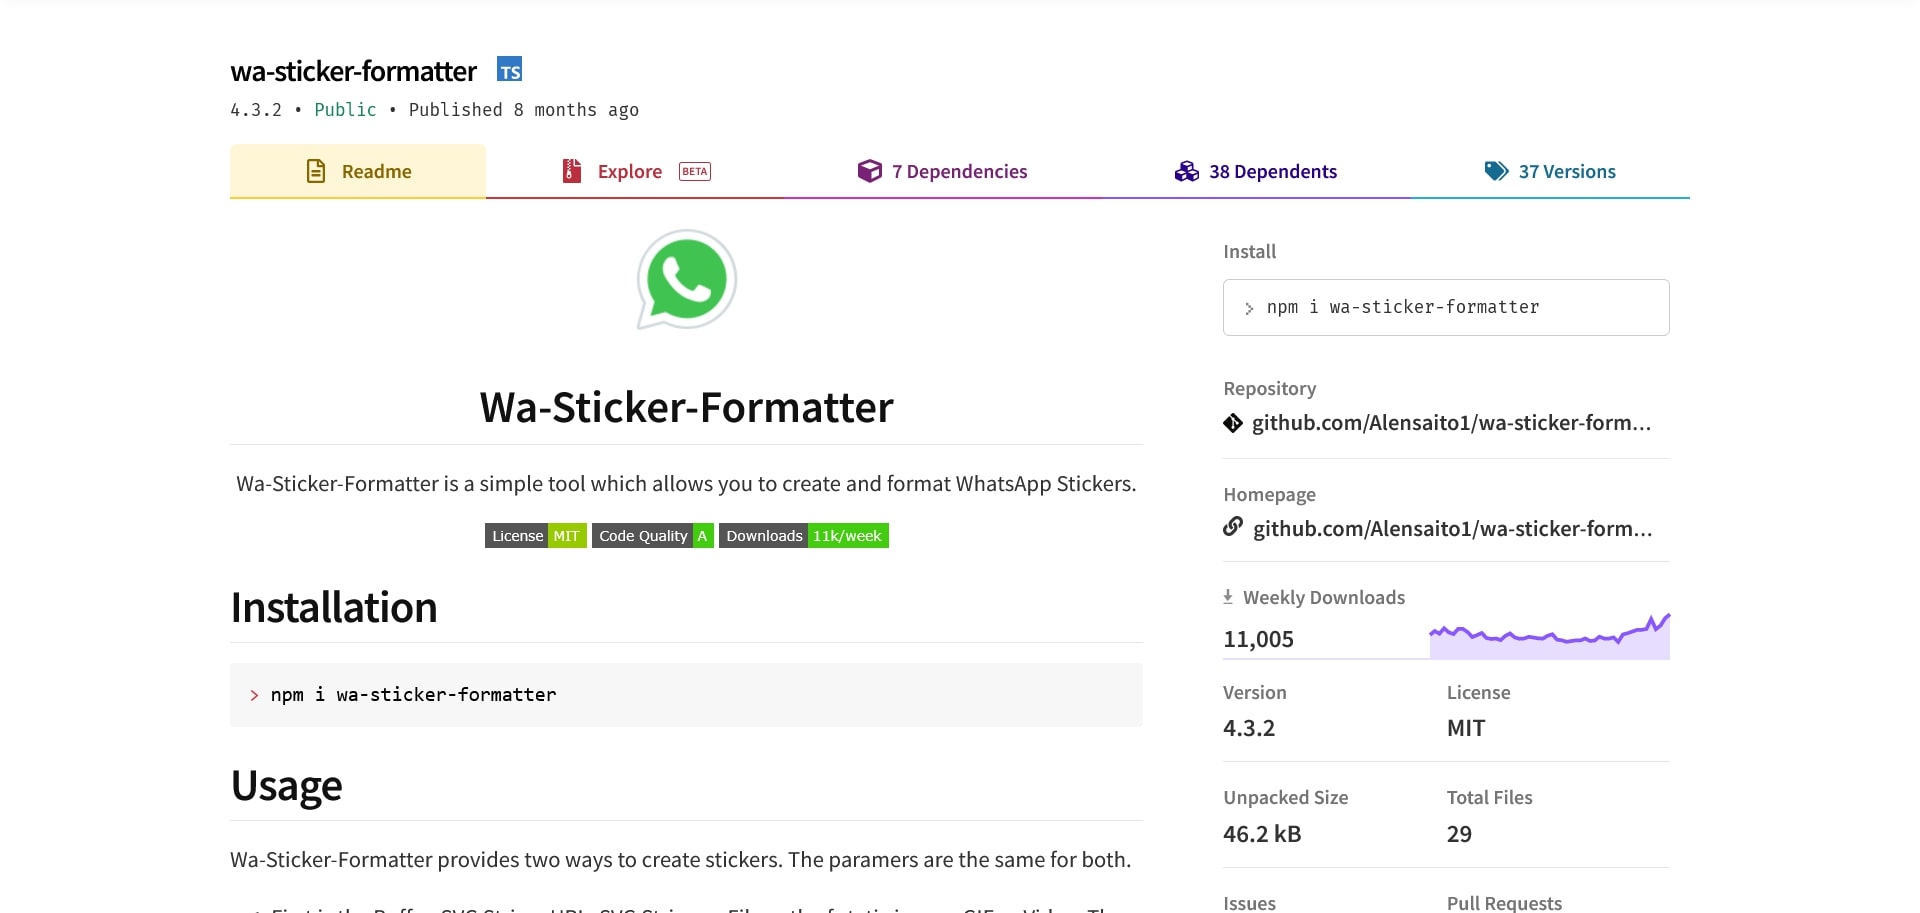 wa-sticker-formatter TS
4.3.2 • Public • Published 8 months ago
Readme
Explore BETA
7 Dependencies
38 Dependents
37 Versions
Wa-Sticker-Formatter
Wa-Sticker-Formatter is a simple tool which allows you to create and format WhatsApp Stickers.
License MIT Code Quality A Downloads 11k/week
Installation
> npm i wa-sticker-formatter
Usage
Wa-Sticker-Formatter provides two ways to create stickers. The paramers are the same for both.
Install
> npm i wa-sticker-formatter
Repository
github.com/Alensaito1/wa-sticker-form...
Homepage
github.com/Alensaito1/wa-sticker-form...
Weekly Downloads
11,005
Version
4.3.2
License
MIT
Unpacked Size
46.2 kB
Total Files
29
Issues
Pull Requests